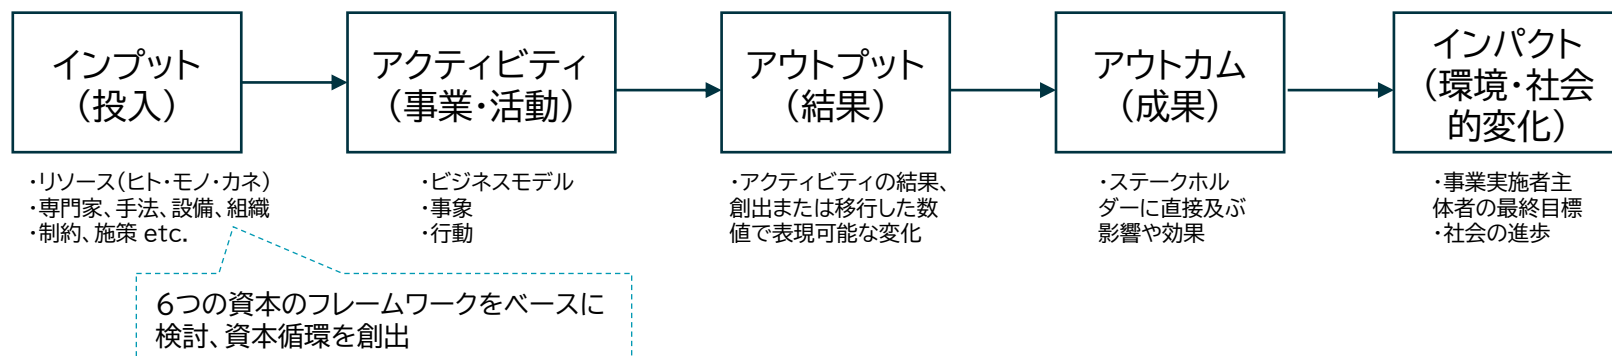 インプット
（投入）
アクティビティ
（事業・活動）
アウトプット
（結果）
アウトカム
（成果）
インパクト
（環境・社会
的変化）
・リソース（ヒト・モノ・カネ）
・専門家、手法、設備、組織
・制約、施策 etc.
・ビジネスモデル
・事象
・行動
・アクティビティの結果、
創出または移行した数
値で表現可能な変化
・ステークホル
ダーに直接及ぶ
影響や効果
・事業実施者主
体者の最終目標
・社会の進歩
6つの資本のフレームワークをベースに
検討、資本循環を創出